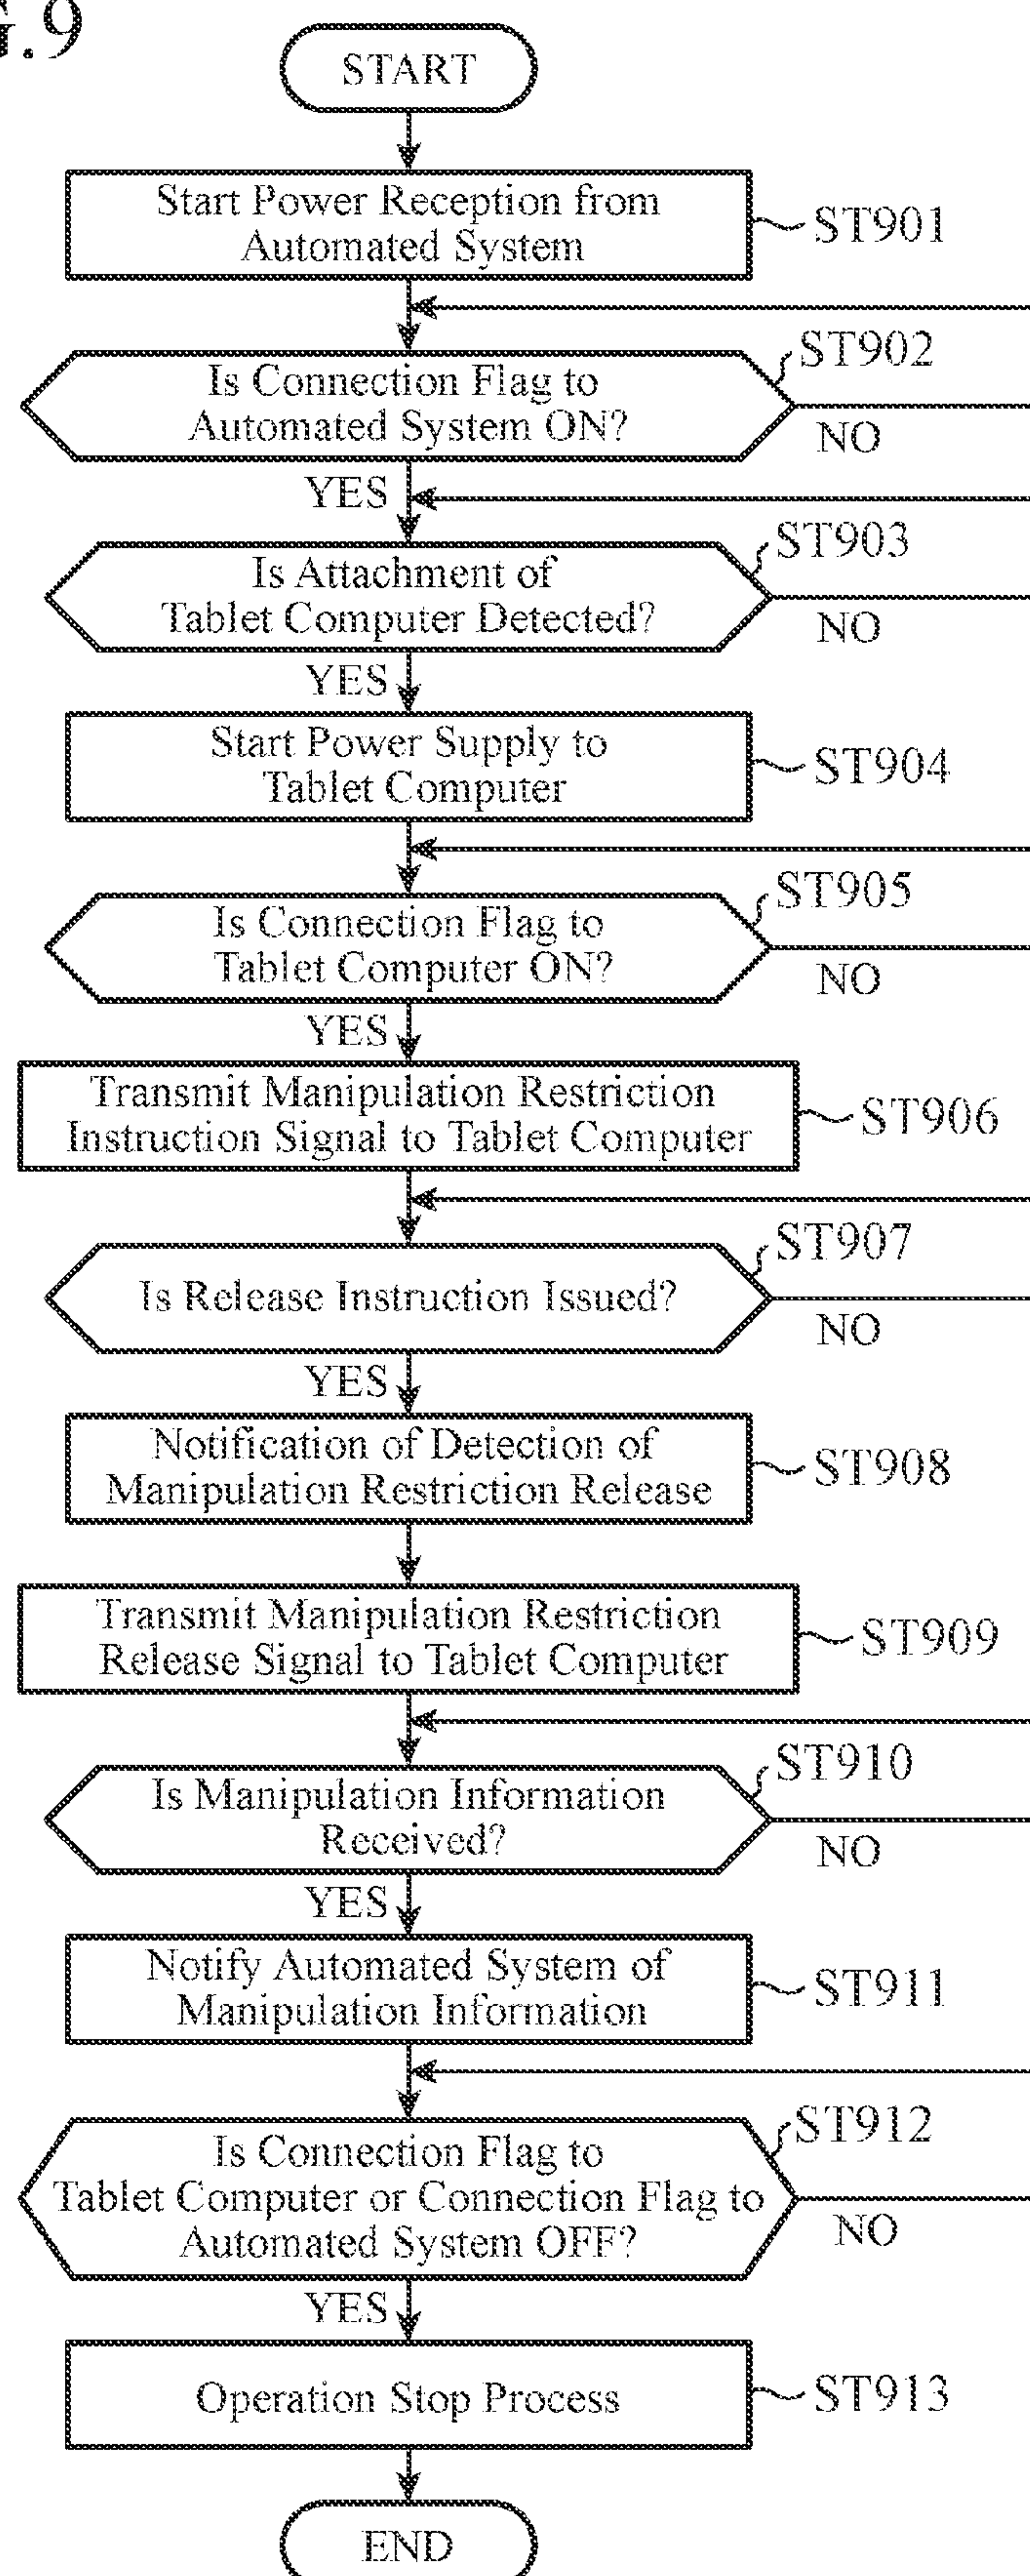 G.9
START
Start Power Reception from
Automated System
ST901
ST902
Is Connection Flag to
Automated System ON?
NO
YES
ST903
Is Attachment of
Tablet Computer Detected?
NO
YES
Start Power Supply to
Tablet Computer
ST904
ST905
Is Connection Flag to
Tablet Computer ON?
NO
YES
Transmit Manipulation Restriction
Instruction Signal to Tablet Computer
ST906
ST907
Is Release Instruction Issued?
NO
YES
Notification of Detection of
Manipulation Restriction Release
ST908
Transmit Manipulation Restriction
Release Signal to Tablet Computer
ST909
ST910
Is Manipulation Information
Received?
NO
YES
Notify Automated System of
Manipulation Information
ST911
ST912
Is Connection Flag to
Tablet Computer or Connection Flag to
Automated System OFF?
NO
YES
Operation Stop Process
ST913
END